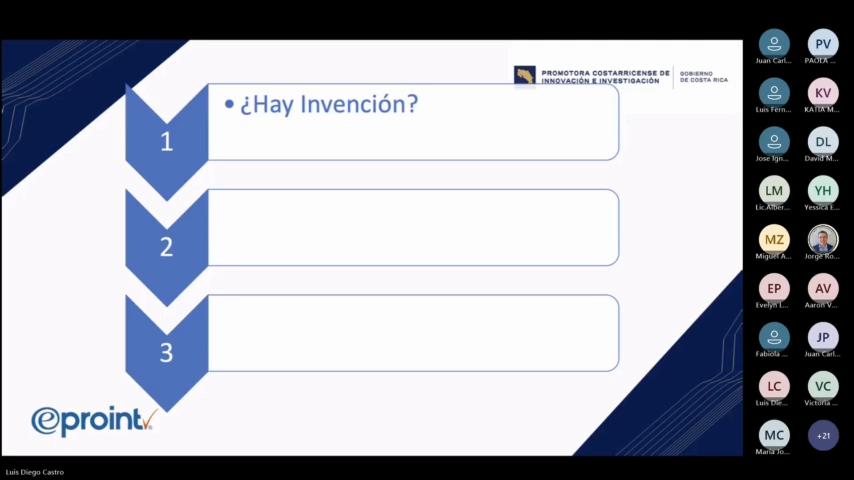 PROMOTORA COSTARRICENSE DE
INNOVACIÓN E INVESTIGACIÓN
GOBIERNO
DE COSTA RICA
1
• ¿Hay Invención?
2
3
eproint
Luis Diego Castro
Juan Carl...
PV
PAOLA ...
Luis Fern...
KV
KATIA M...
Jose Ign...
DL
David M...
LM
Lic.Alber...
YH
Yessica E...
MZ
Miguel A...
Jorge Ro...
EP
Evelyn L...
AV
Aaron V...
Fabiola ...
JP
Juan Carl...
LC
Luis Die...
VC
Victoria ...
MC
Maria Jo...
+21